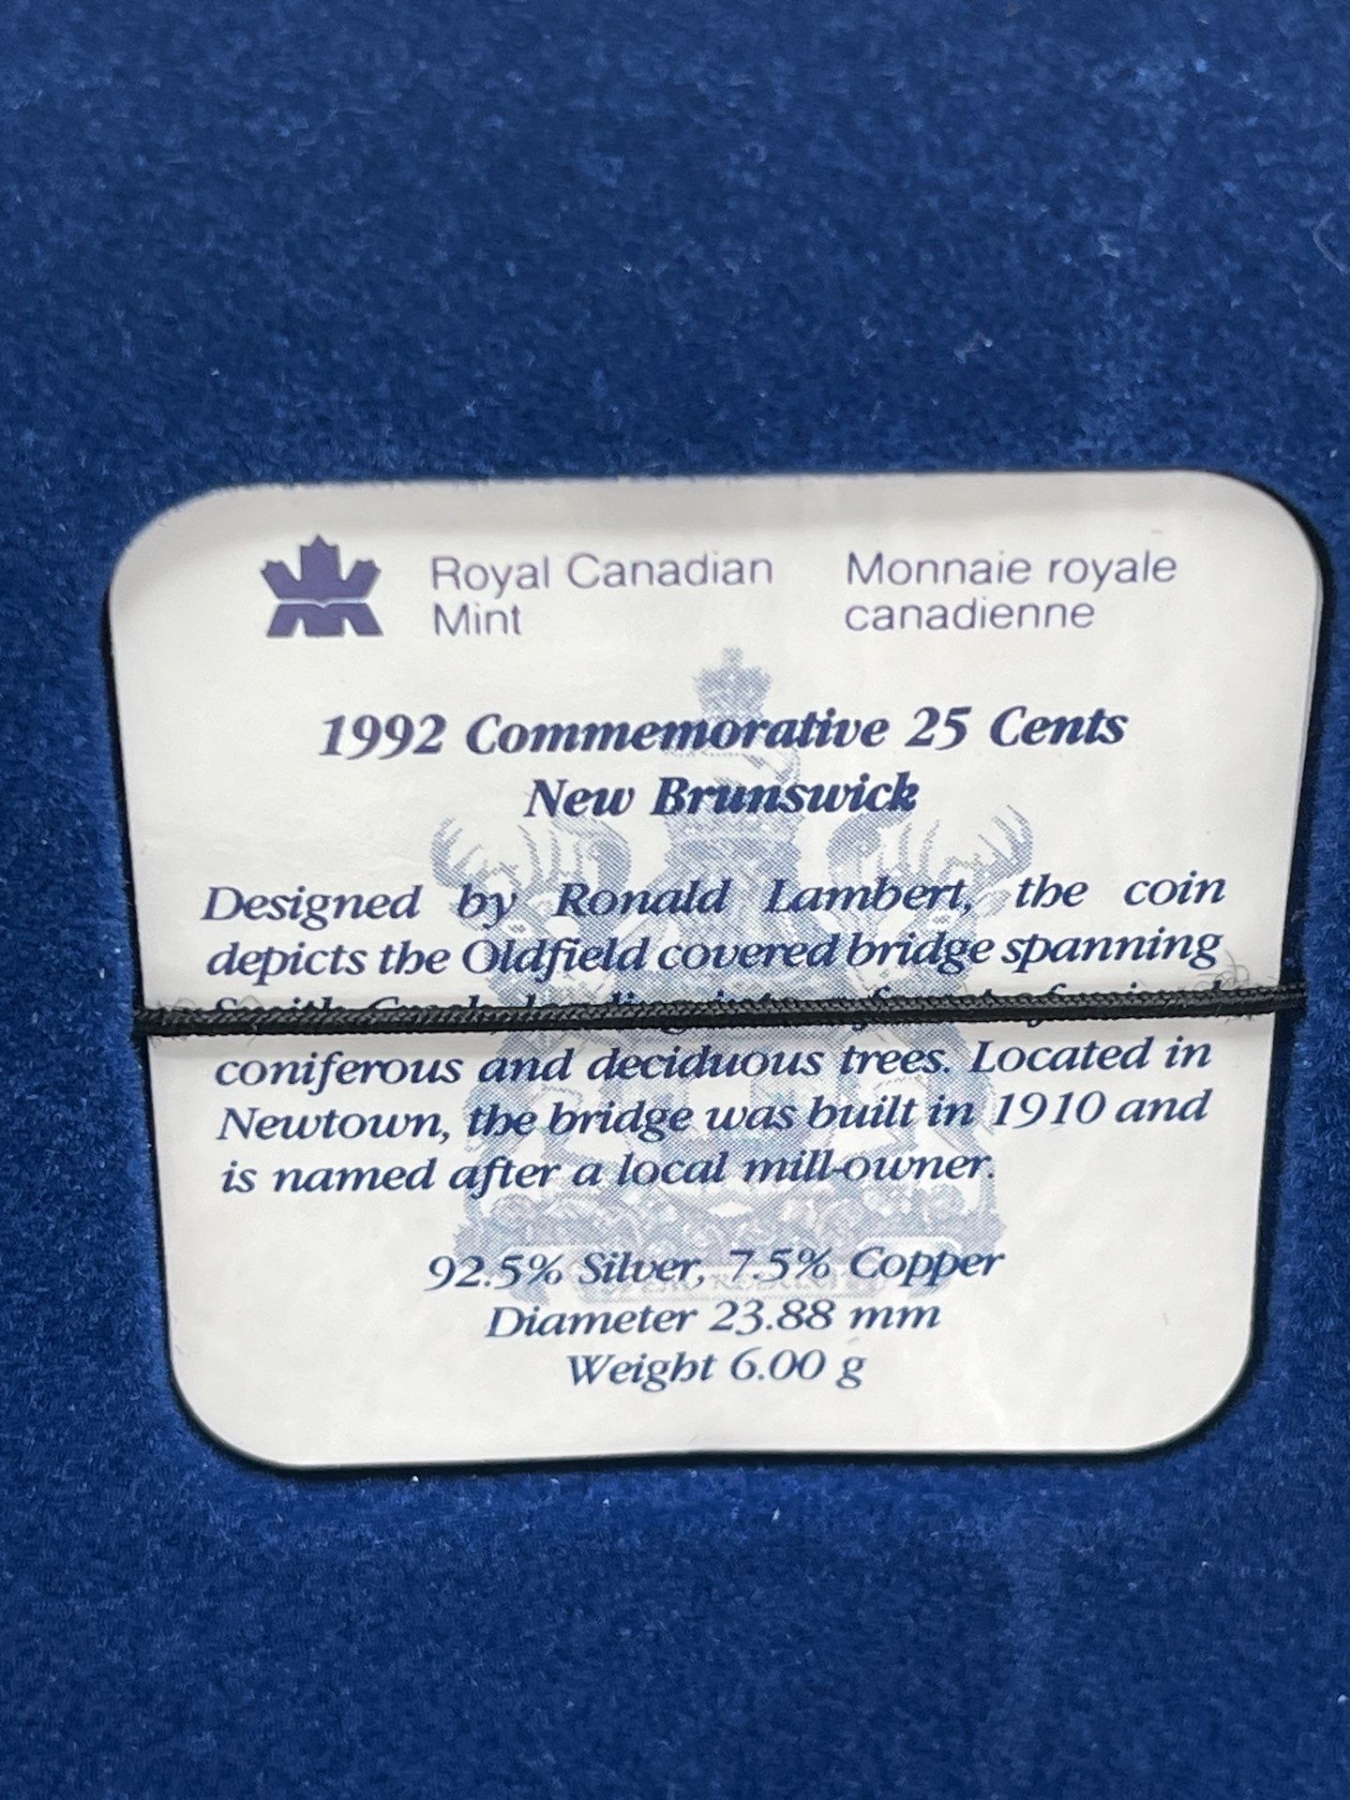 Royal Canadian
Mint
Monnaie royale
canadienne
1992 Commemorative 25 Cents
New Brunswick
Designed by Ronald Lambert, the coin
depicts the Oldfield covered bridge spanning
coniferous and deciduous trees. Located in
Newtown, the bridge was built in 1910 and
is named after a local mill-owner.
92.5% Silver, 7.5% Copper
Diameter 23.88 mm
Weight 6.00 g